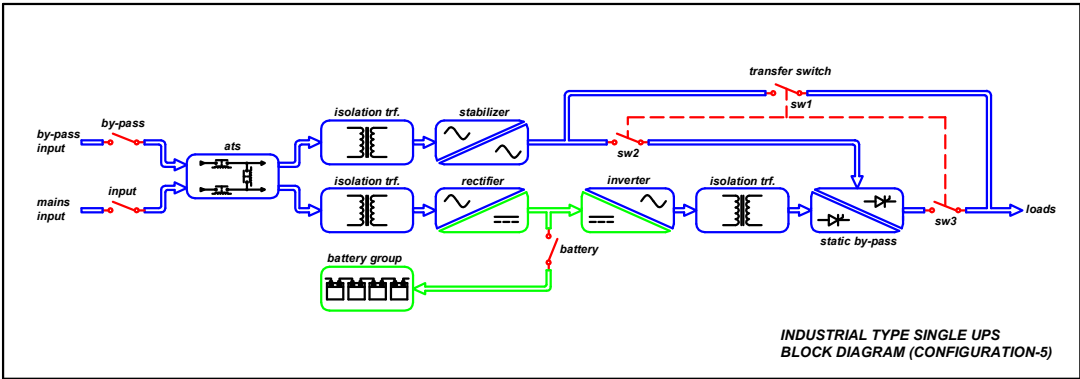 transfer switch
sw1
by-pass
isolation trf.
stabilizer
by-pass
input
ats
sw2
input
isolation trf.
rectifier
inverter
isolation trf.
mains
input
loads
sw3
static by-pass
battery
battery group
INDUSTRIAL TYPE SINGLE UPS
BLOCK DIAGRAM (CONFIGURATION-5)